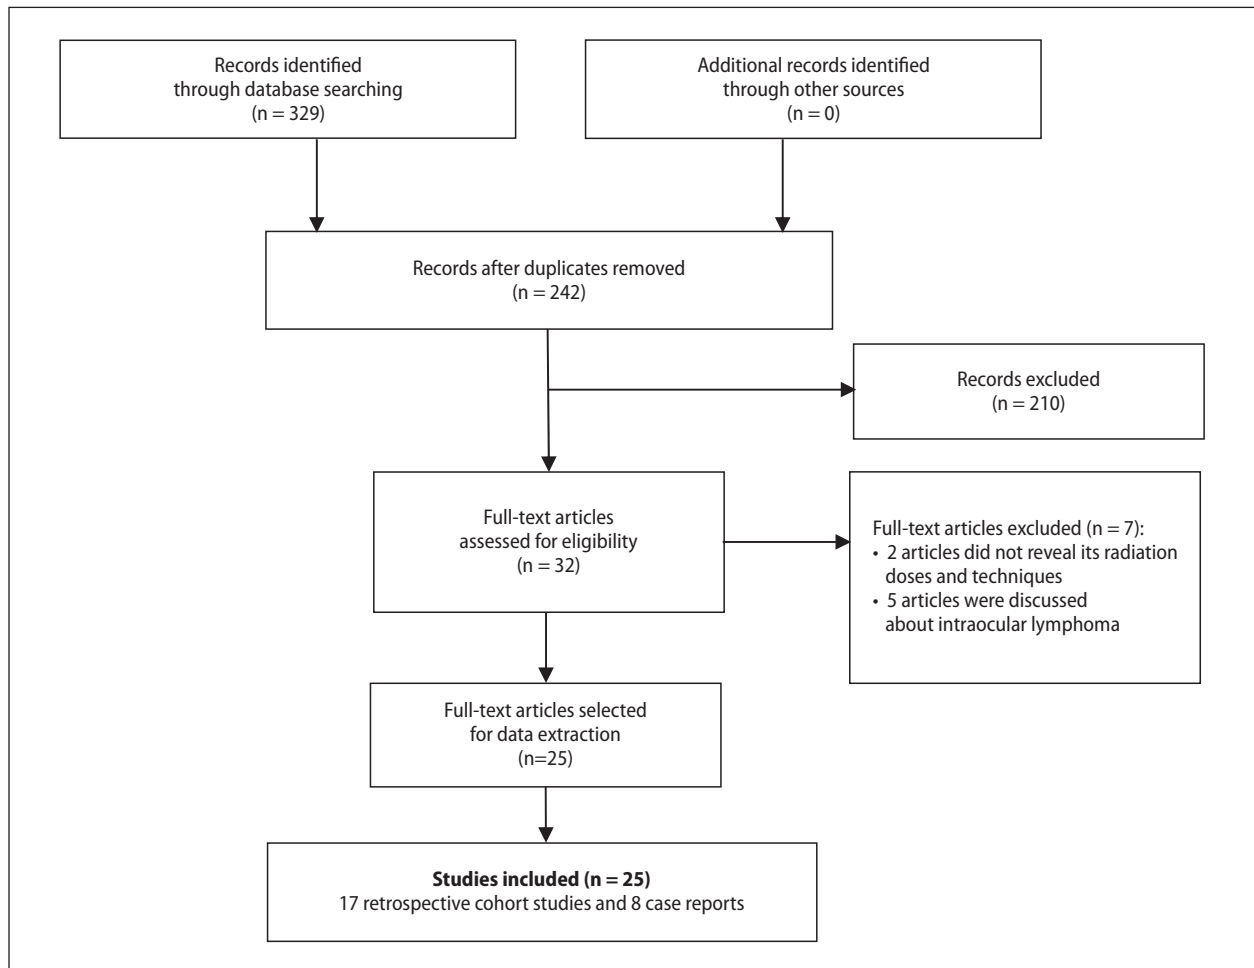 Records identified
through database searching
(n = 329)
Additional records identified
through other sources
(n = 0)
Records after duplicates removed
(n = 242)
Records excluded
(n = 210)
Full-text articles
assessed for eligibility
(n = 32)
Full-text articles excluded (n = 7):
• 2 articles did not reveal its radiation
doses and techniques
• 5 articles were discussed
about intraocular lymphoma
Full-text articles selected
for data extraction
(n=25)
Studies included (n = 25)
17 retrospective cohort studies and 8 case reports